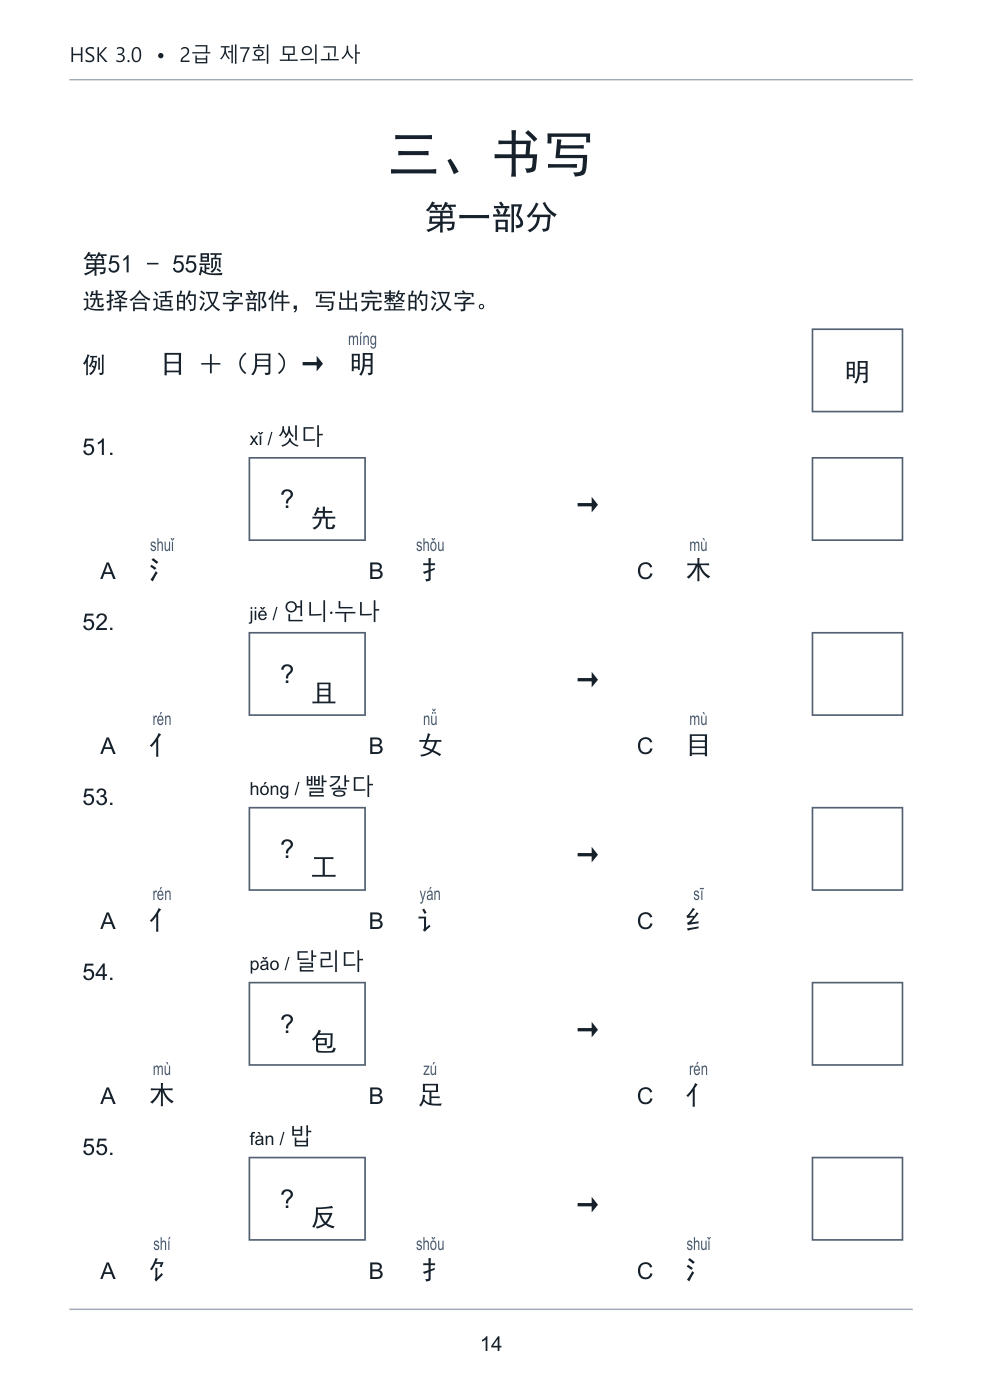 HSK 3.0 • 2급 제7회 모의고사
三、书写
第一部分
第51 – 55题
选择合适的汉字部件，写出完整的汉字。
míng
例 日 ＋（月）➞ 明
明
51.
xǐ / 씻다
? 先 ➞
shuǐ shǒu mù
A 氵 B 扌 C 木
52.
jiě / 언니·누나
? 且 ➞
rén nǚ mù
A 亻 B 女 C 目
53.
hóng / 빨갛다
? 工 ➞
rén yán sī
A 亻 B 讠 C 纟
54.
pǎo / 달리다
? 包 ➞
mù zú rén
A 木 B 足 C 亻
55.
fàn / 밥
? 反 ➞
shí shǒu shuǐ
A 饣 B 扌 C 氵
14